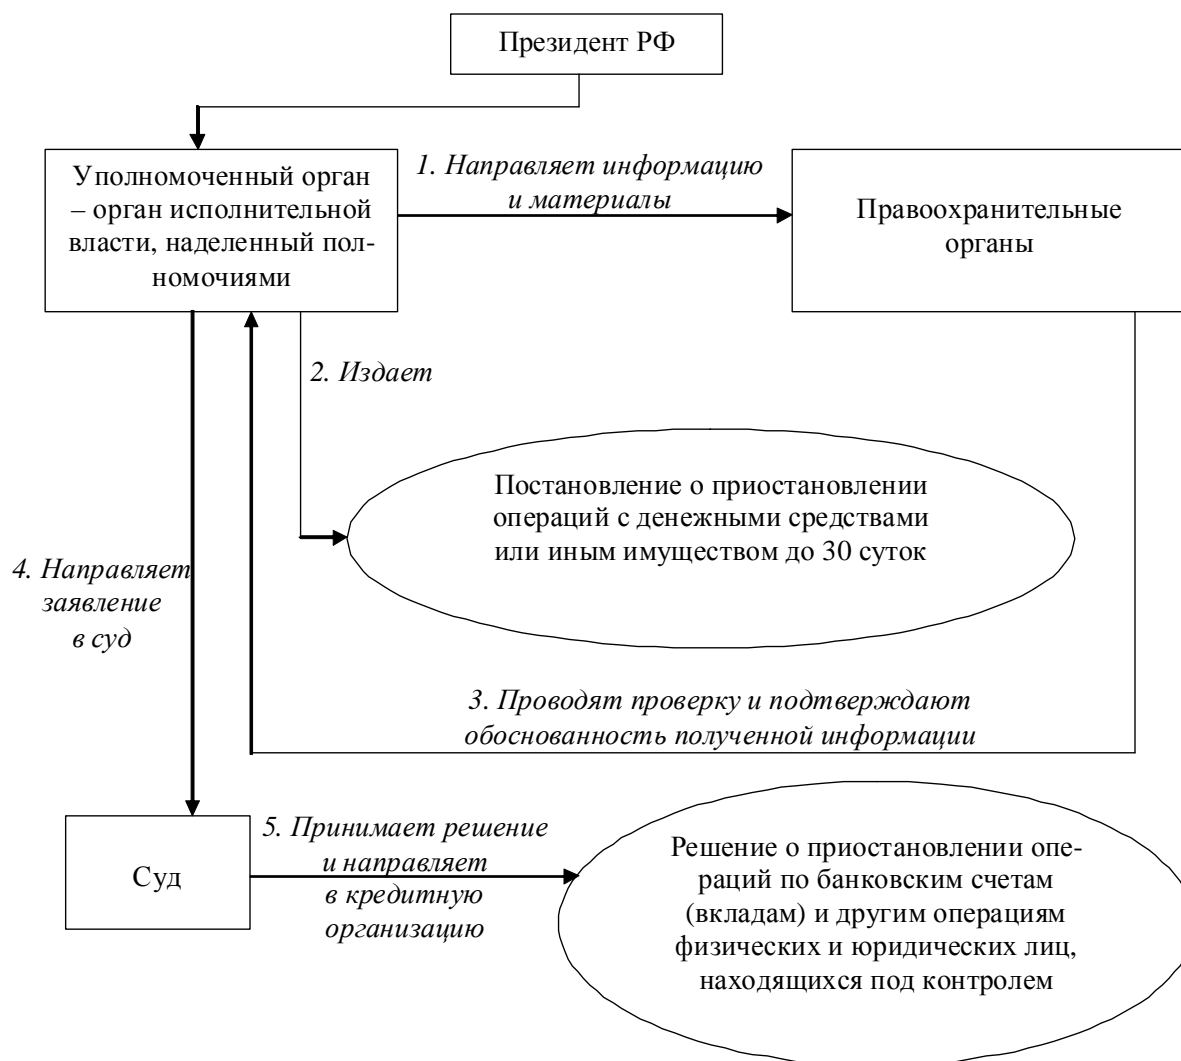 Президент РФ
Уполномоченный орган
– орган исполнительной
власти, наделенный пол-
номочиями
1. Направляет информацию
и материалы
Правоохранительные
органы
2. Издает
Постановление о приостановлении
операций с денежными средствами
или иным имуществом до 30 суток
4. Направляет
заявление
в суд
3. Проводят проверку и подтверждают
обоснованность полученной информации
Суд
5. Принимает решение
и направляет
в кредитную
организацию
Решение о приостановлении опе-
раций по банковским счетам
(вкладам) и другим операциям
физических и юридических лиц,
находящихся под контролем